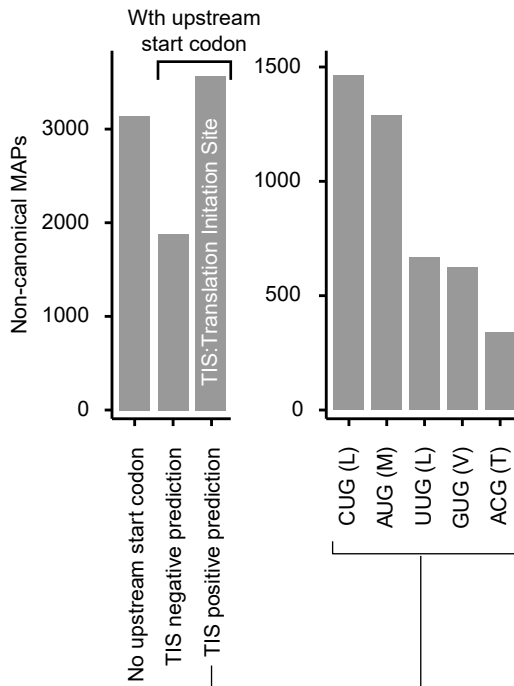 Wth upstream
start codon
Non-canonical MAPs
3000
2000
1000
0
TIS:Translation Initation Site
No upstream start codon
TIS negative prediction
TIS positive prediction
1500
1000
500
0
CUG (L)
AUG (M)
UUG (L)
GUG (V)
ACG (T)